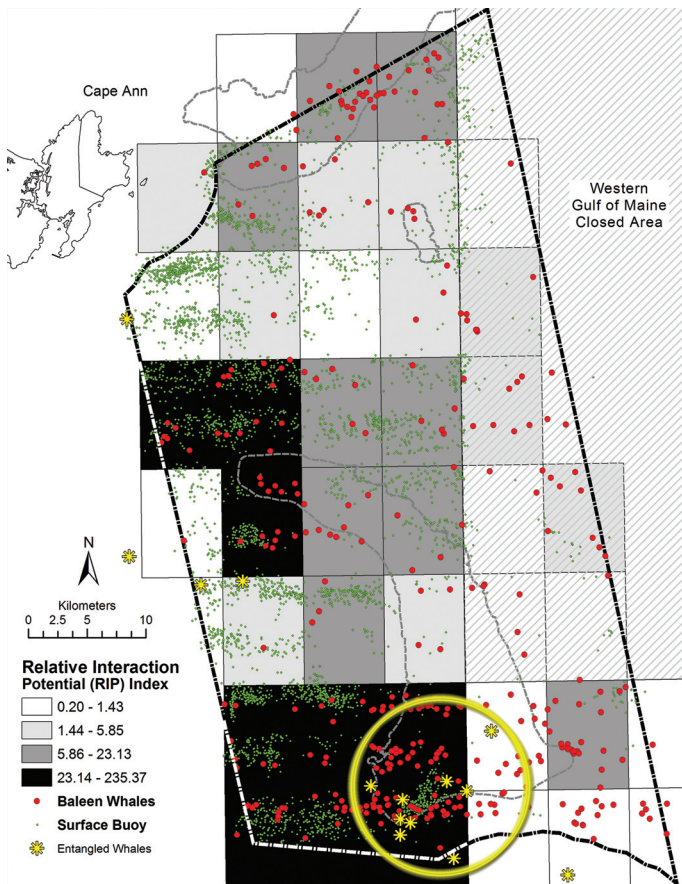 Cape Ann
Western
Gulf of Maine
Closed Area
N
Kilometers
0 2.5 5 10
Relative Interaction
Potential (RIP) Index
0.20 - 1.43
1.44 - 5.85
5.86 - 23.13
23.14 - 235.37
Baleen Whales
Surface Buoy
Entangled Whales